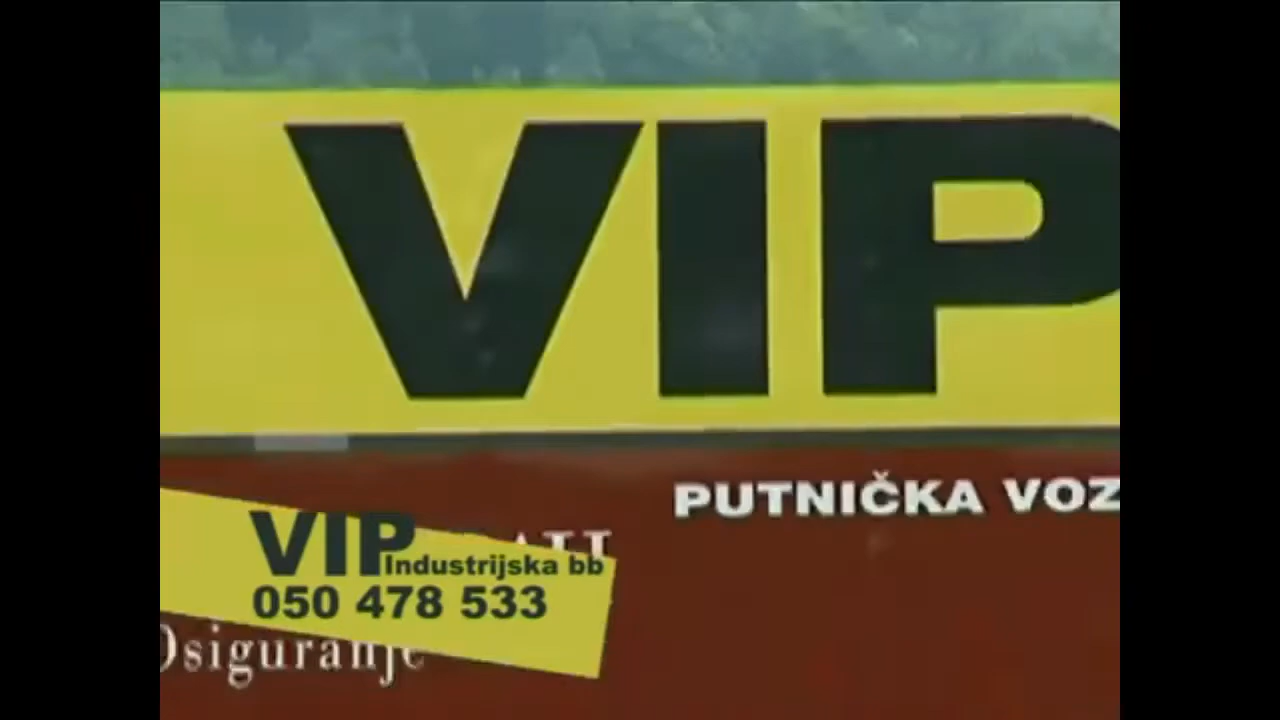 VIP
PUTNIČKA VOZ
VIP
Industrijska bb
050 478 533
Osiguranje